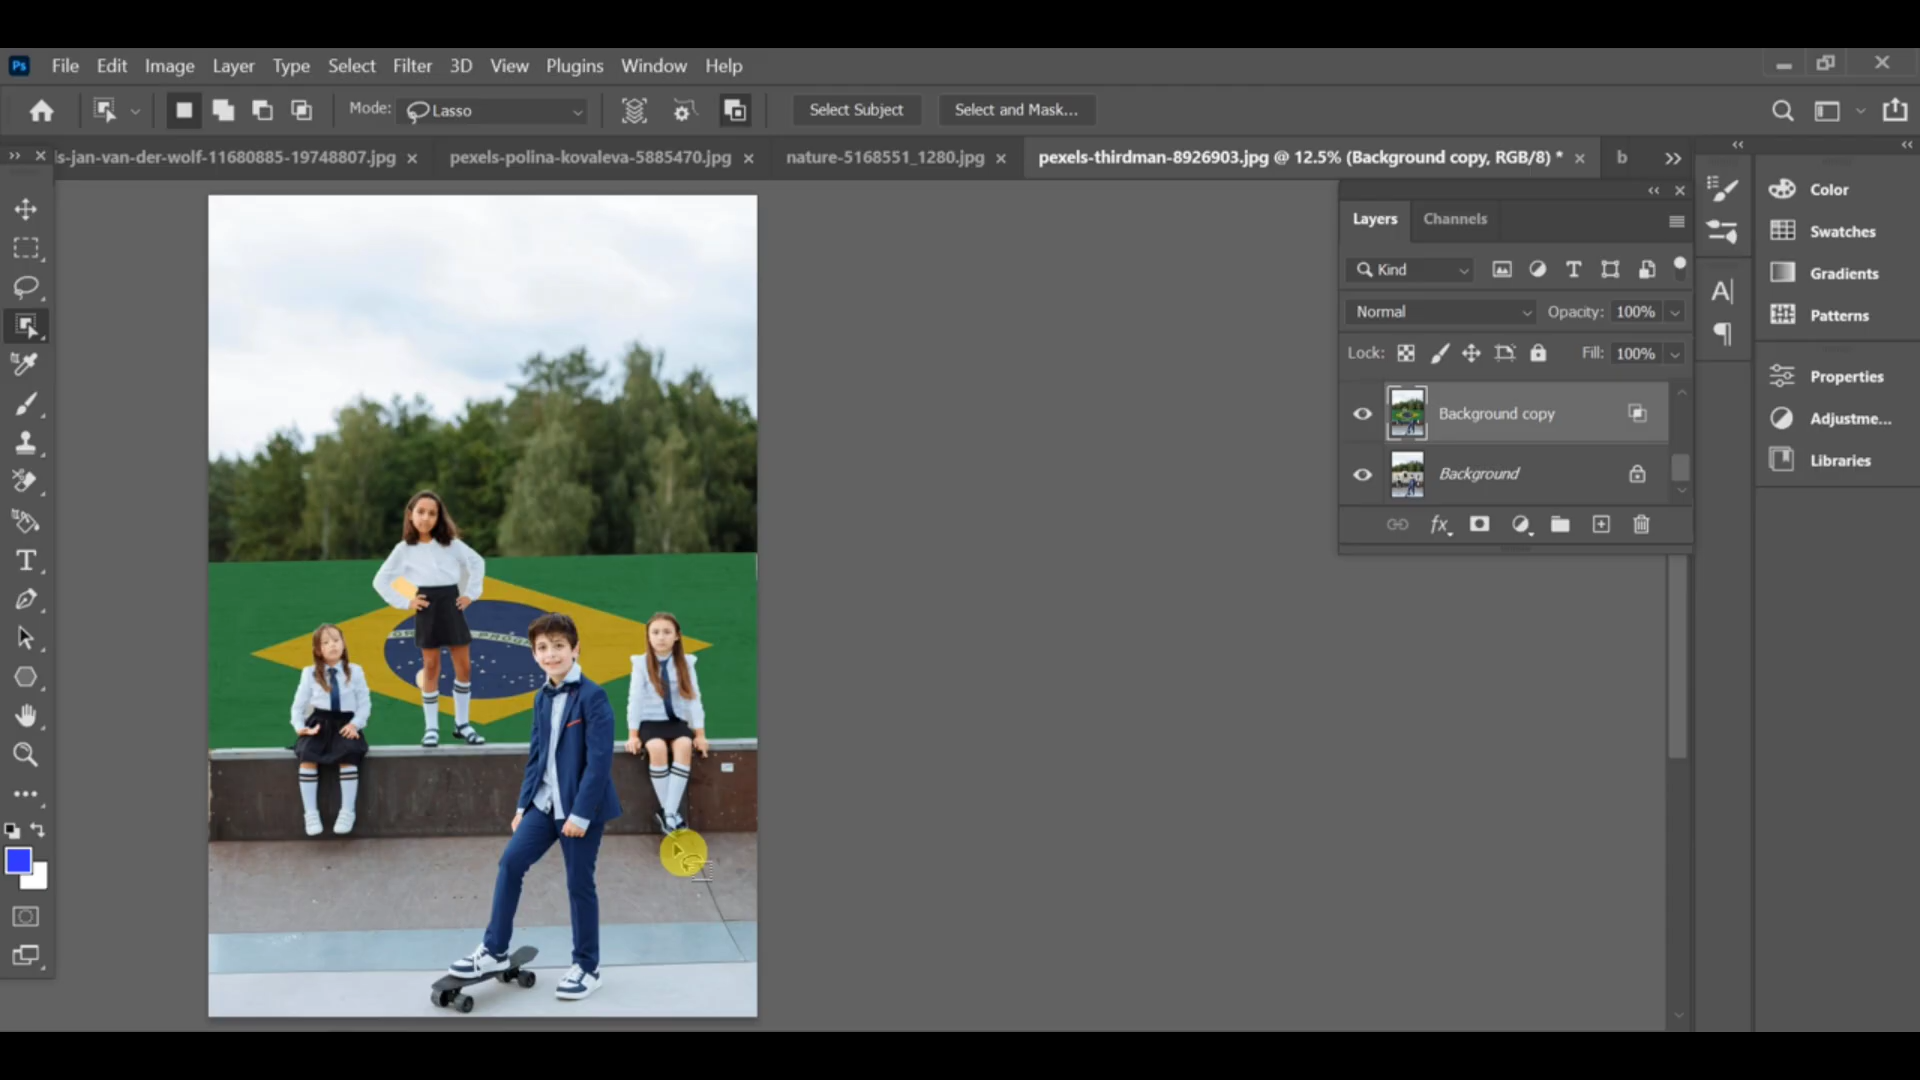 Ps File Edit Image Layer Type Select Filter 3D View Plugins Window Help
Mode: Lasso Select Subject Select and Mask...
ls-jan-van-der-wolf-11680885-19748807.jpg × pexels-polina-kovaleva-5885470.jpg × nature-5168551_1280.jpg × pexels-thirdman-8926903.jpg @ 12.5% (Background copy, RGB/8) * × b
Layers Channels
Kind
Normal Opacity: 100%
Lock: Fill: 100%
Background copy
Background
fx
Color
Swatches
Gradients
Patterns
Properties
Adjustme...
Libraries